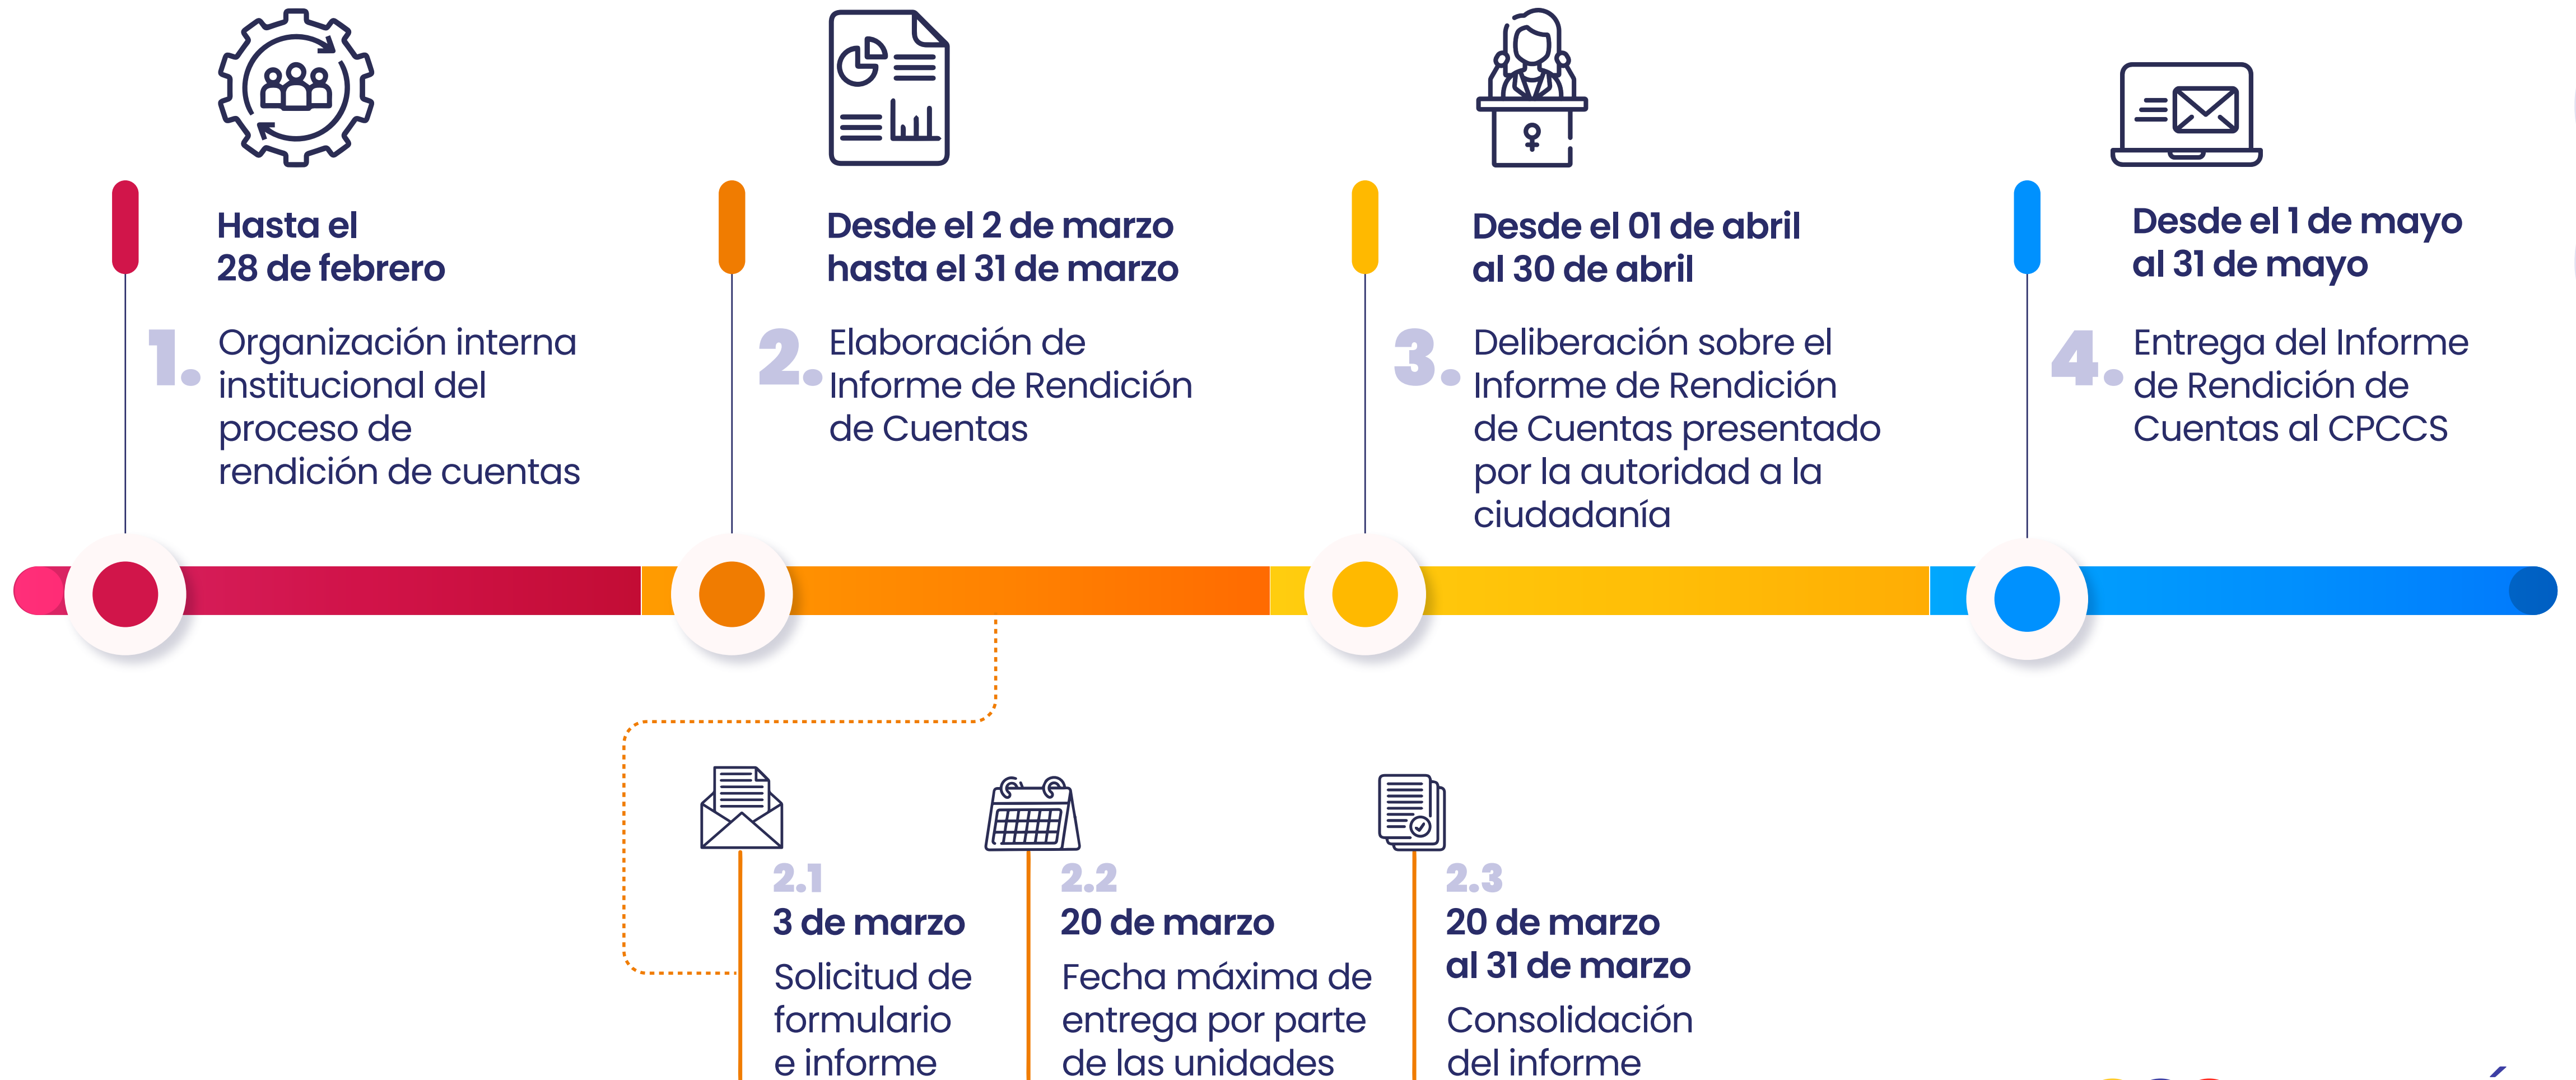 Hasta el
28 de febrero
1.
Organización interna
institucional del
proceso de
rendición de cuentas
Desde el 2 de marzo
hasta el 31 de marzo
2.
Elaboración de
Informe de Rendición
de Cuentas
Desde el 01 de abril
al 30 de abril
3.
Deliberación sobre el
Informe de Rendición
de Cuentas presentado
por la autoridad a la
ciudadanía
Desde el 1 de mayo
al 31 de mayo
4.
Entrega del Informe
de Rendición de
Cuentas al CPCCS
2.1
3 de marzo
Solicitud de
formulario
e informe
2.2
20 de marzo
Fecha máxima de
entrega por parte
de las unidades
2.3
20 de marzo
al 31 de marzo
Consolidación
del informe